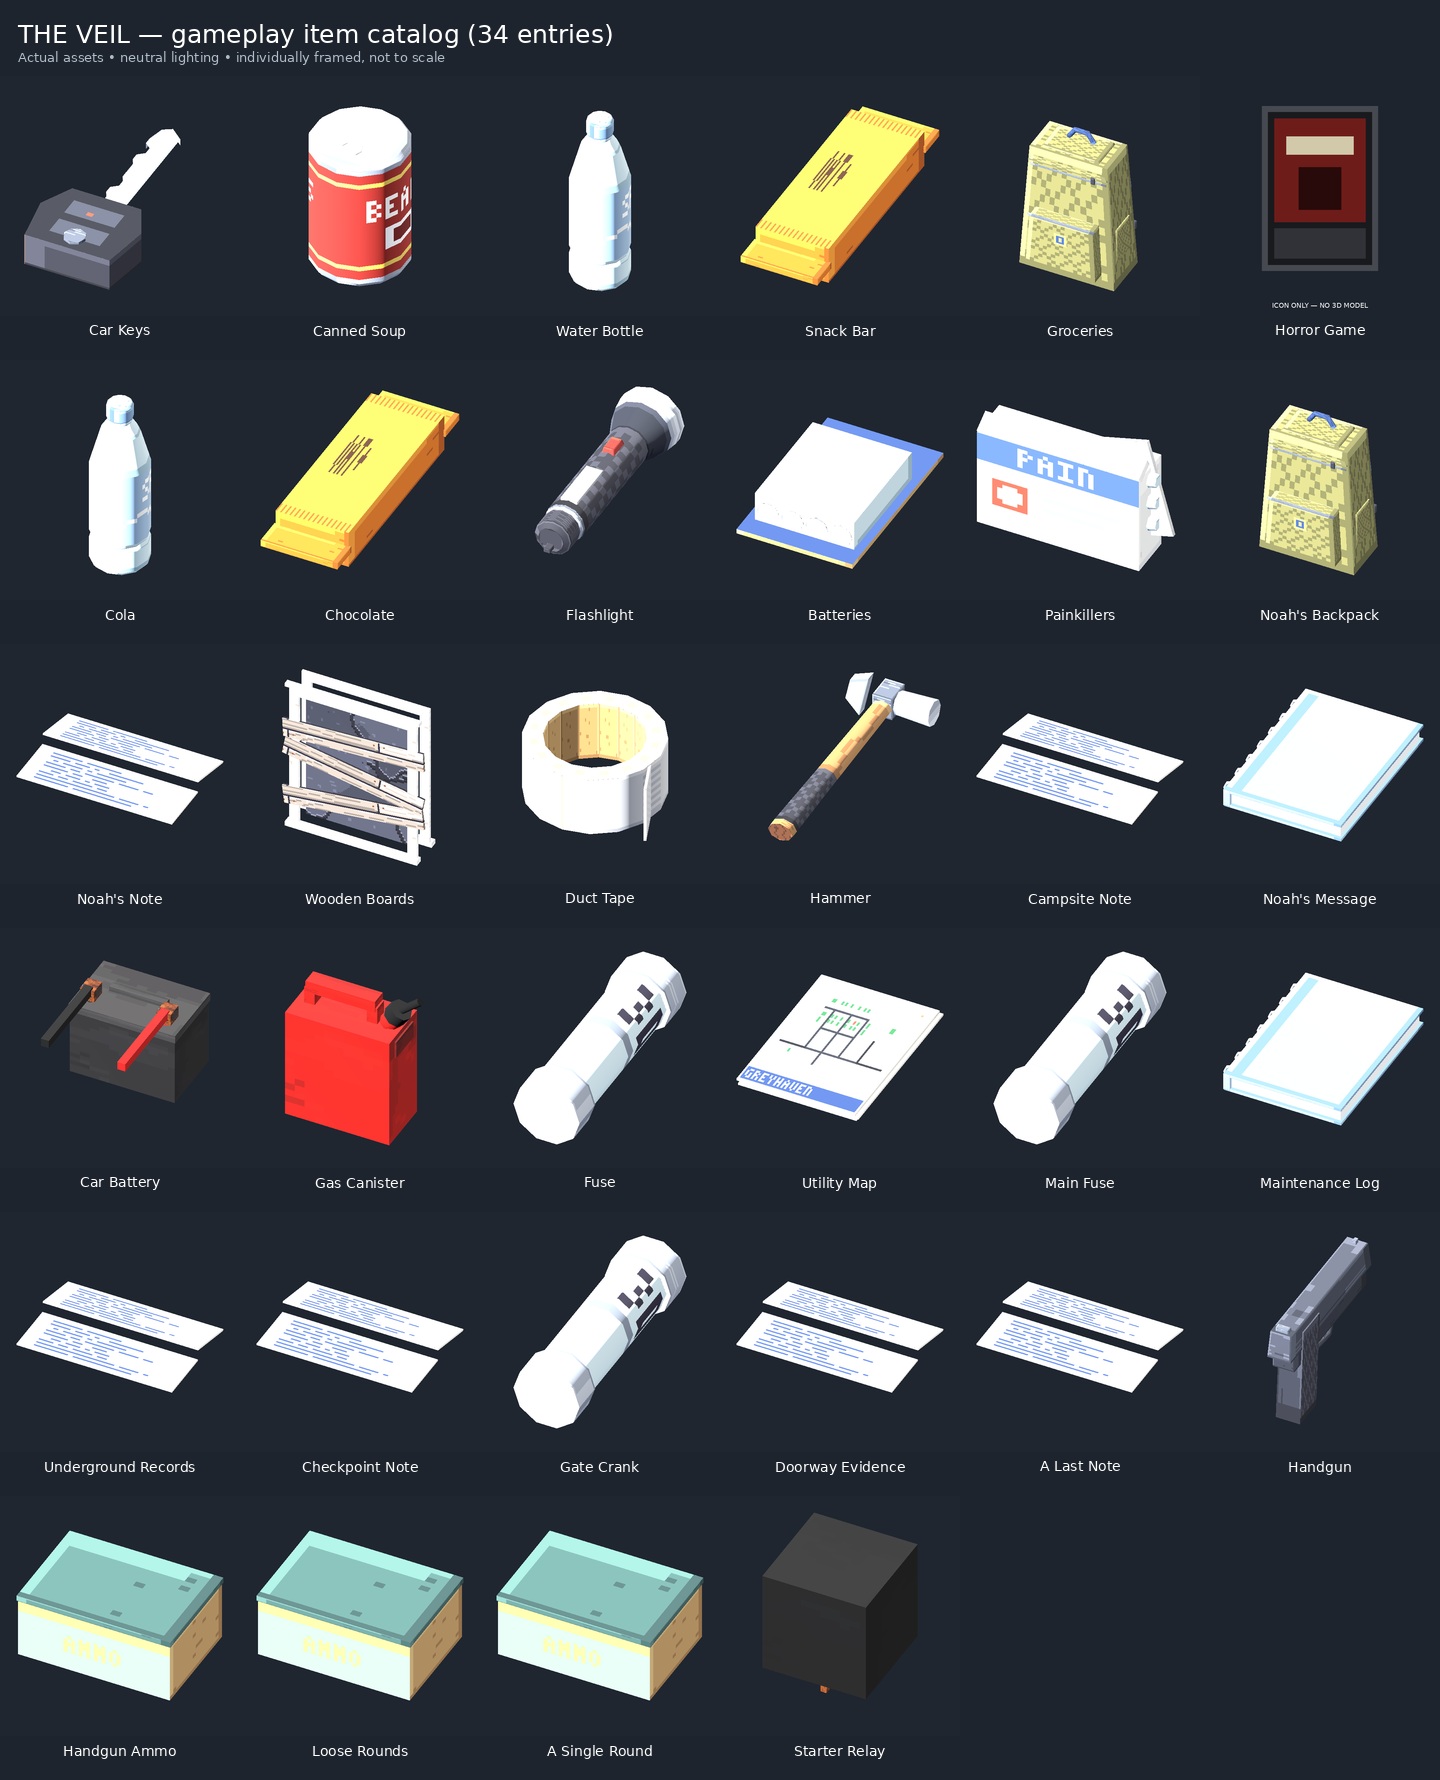 THE VEIL — gameplay item catalog (34 entries)
Actual assets • neutral lighting • individually framed, not to scale
BEA
ICON ONLY — NO 3D MODEL
Car Keys
Canned Soup
Water Bottle
Snack Bar
Groceries
Horror Game
PAIN
Cola
Chocolate
Flashlight
Batteries
Painkillers
Noah's Backpack
Noah's Note
Wooden Boards
Duct Tape
Hammer
Campsite Note
Noah's Message
GREYHAVEN
Car Battery
Gas Canister
Fuse
Utility Map
Main Fuse
Maintenance Log
Underground Records
Checkpoint Note
Gate Crank
Doorway Evidence
A Last Note
Handgun
AMMO
AMMO
AMMO
Handgun Ammo
Loose Rounds
A Single Round
Starter Relay